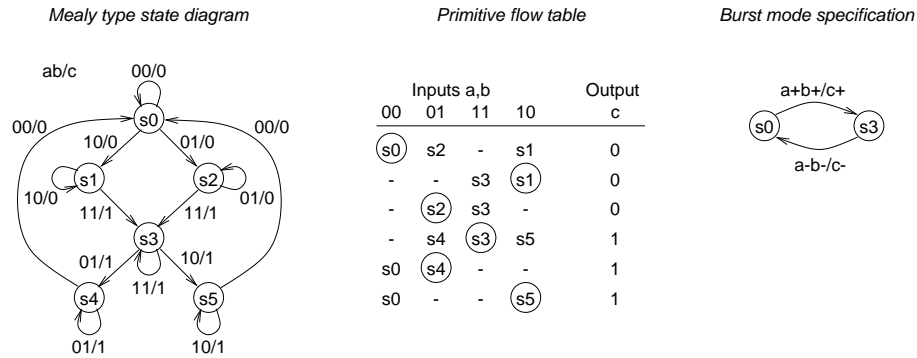 Mealy type state diagram
ab/c
00/0
00/0
00/0
s0
10/0
01/0
s1
s2
10/0
01/0
11/1
11/1
s3
01/1
10/1
11/1
s4
s5
01/1
10/1
Primitive flow table
Inputs a,b Output
00 01 11 10 c
s0 s2 - s1 0
- - s3 s1 0
- s2 s3 - 0
- s4 s3 s5 1
s0 s4 - - 1
s0 - - s5 1
Burst mode specification
a+b+/c+
s0 s3
a-b-/c-